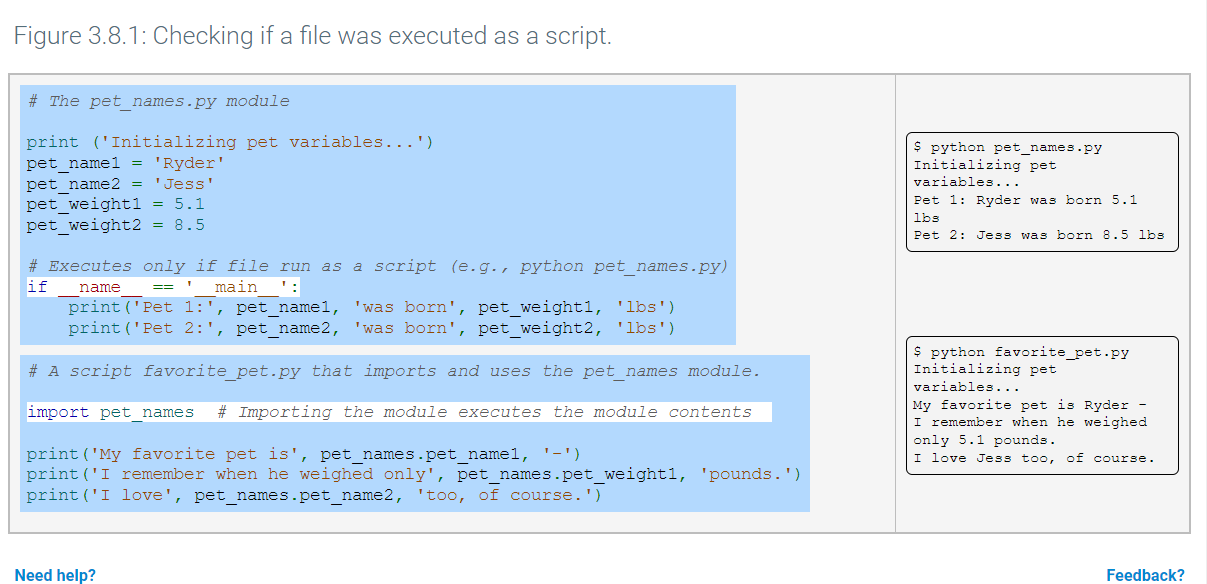 Figure 3.8.1: Checking if a file was executed as a script.
# The pet_names.py module
print ('Initializing pet variables...')
pet_name1 = 'Ryder'
pet_name2 = 'Jess'
pet_weight1 = 5.1
pet_weight2 = 8.5
# Executes only if file run as a script (e.g., python pet_names.py)
if __name__ == '__main__':
    print('Pet 1:', pet_name1, 'was born', pet_weight1, 'lbs')
    print('Pet 2:', pet_name2, 'was born', pet_weight2, 'lbs')
$ python pet_names.py
Initializing pet
variables...
Pet 1: Ryder was born 5.1
lbs
Pet 2: Jess was born 8.5 lbs
# A script favorite_pet.py that imports and uses the pet_names module.
import pet_names  # Importing the module executes the module contents
print('My favorite pet is', pet_names.pet_name1, '-')
print('I remember when he weighed only', pet_names.pet_weight1, 'pounds.')
print('I love', pet_names.pet_name2, 'too, of course.')
$ python favorite_pet.py
Initializing pet
variables...
My favorite pet is Ryder -
I remember when he weighed
only 5.1 pounds.
I love Jess too, of course.
Need help?
Feedback?